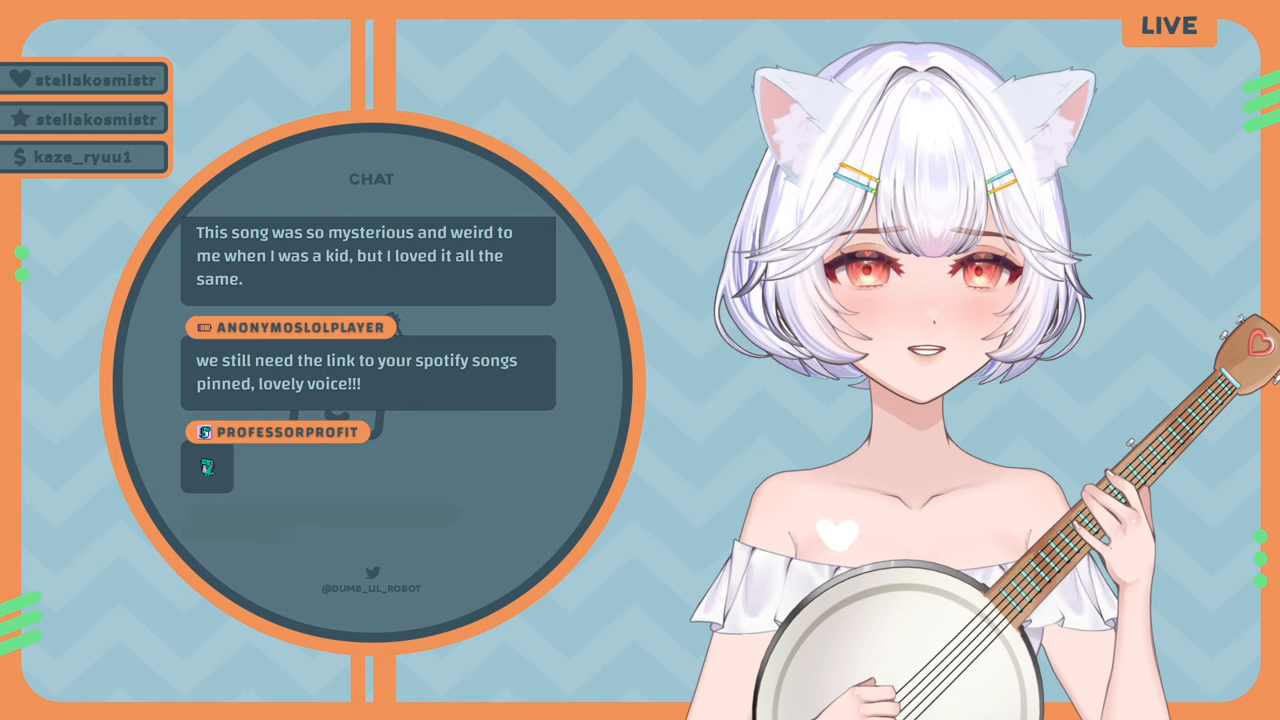 LIVE
stellakosmistr
stellakosmistr
$ kaze_ryuu1
CHAT
This song was so mysterious and weird to
me when I was a kid, but I loved it all the
same.
ANONYMOSLOLPLAYER
we still need the link to your spotify songs
pinned, lovely voice!!!
PROFESSORPROFIT
@DUMB_LIL_ROBOT